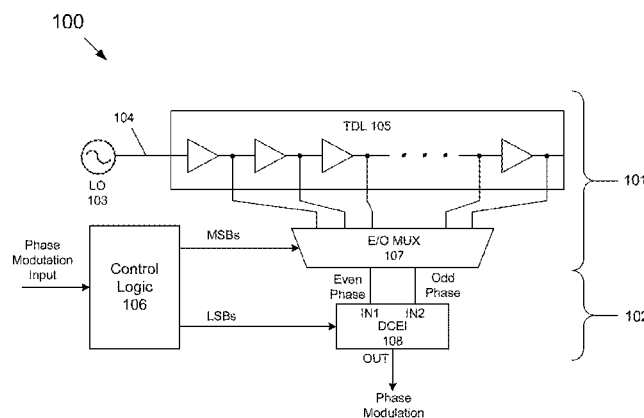 100
TDL 105
104
LO
103
101
MSBs
E/O MUX
107
Phase
Modulation
Input
Control
Logic
106
Even
Phase
Odd
Phase
LSBs
IN1 IN2
DCEI
108
102
OUT
Phase
Modulation